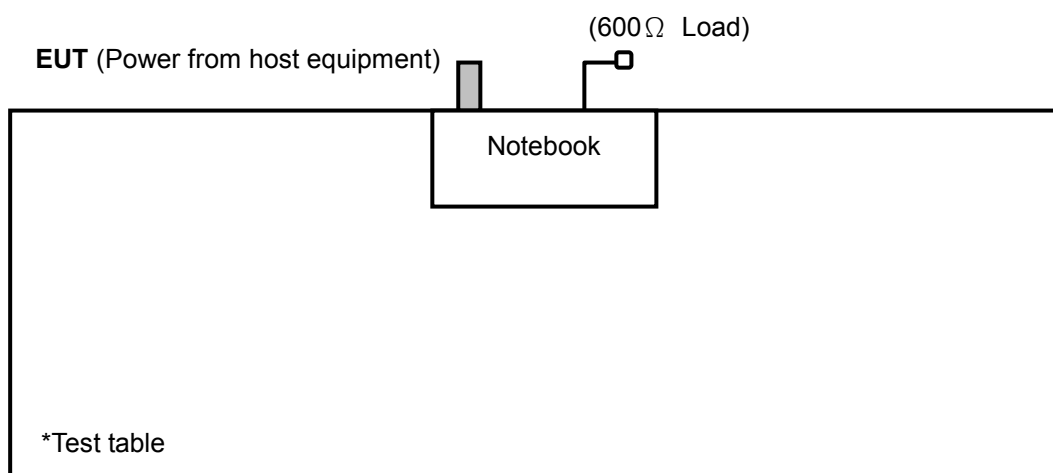 (600Ω Load)
EUT (Power from host equipment)
Notebook
*Test table